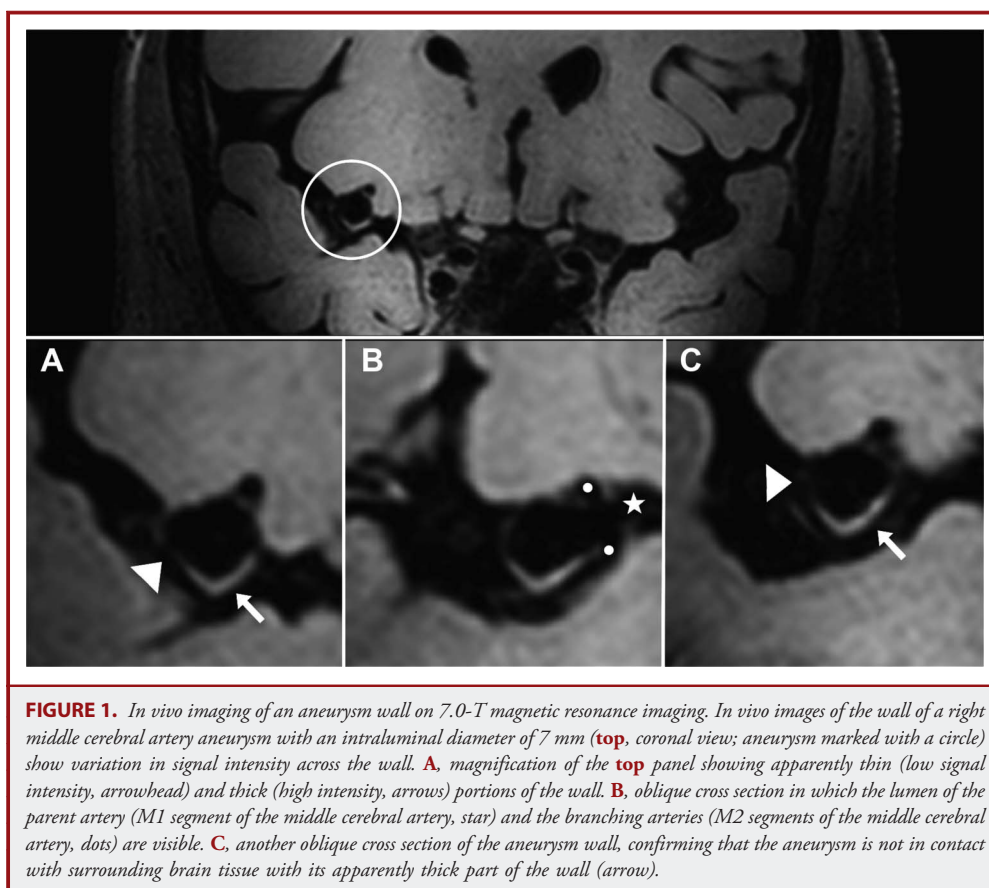 A
B
C
FIGURE 1. In vivo imaging of an aneurysm wall on 7.0-T magnetic resonance imaging. In vivo images of the wall of a right
middle cerebral artery aneurysm with an intraluminal diameter of 7 mm (top, coronal view; aneurysm marked with a circle)
show variation in signal intensity across the wall. A, magnification of the top panel showing apparently thin (low signal
intensity, arrowhead) and thick (high intensity, arrows) portions of the wall. B, oblique cross section in which the lumen of the
parent artery (M1 segment of the middle cerebral artery, star) and the branching arteries (M2 segments of the middle cerebral
artery, dots) are visible. C, another oblique cross section of the aneurysm wall, confirming that the aneurysm is not in contact
with surrounding brain tissue with its apparently thick part of the wall (arrow).